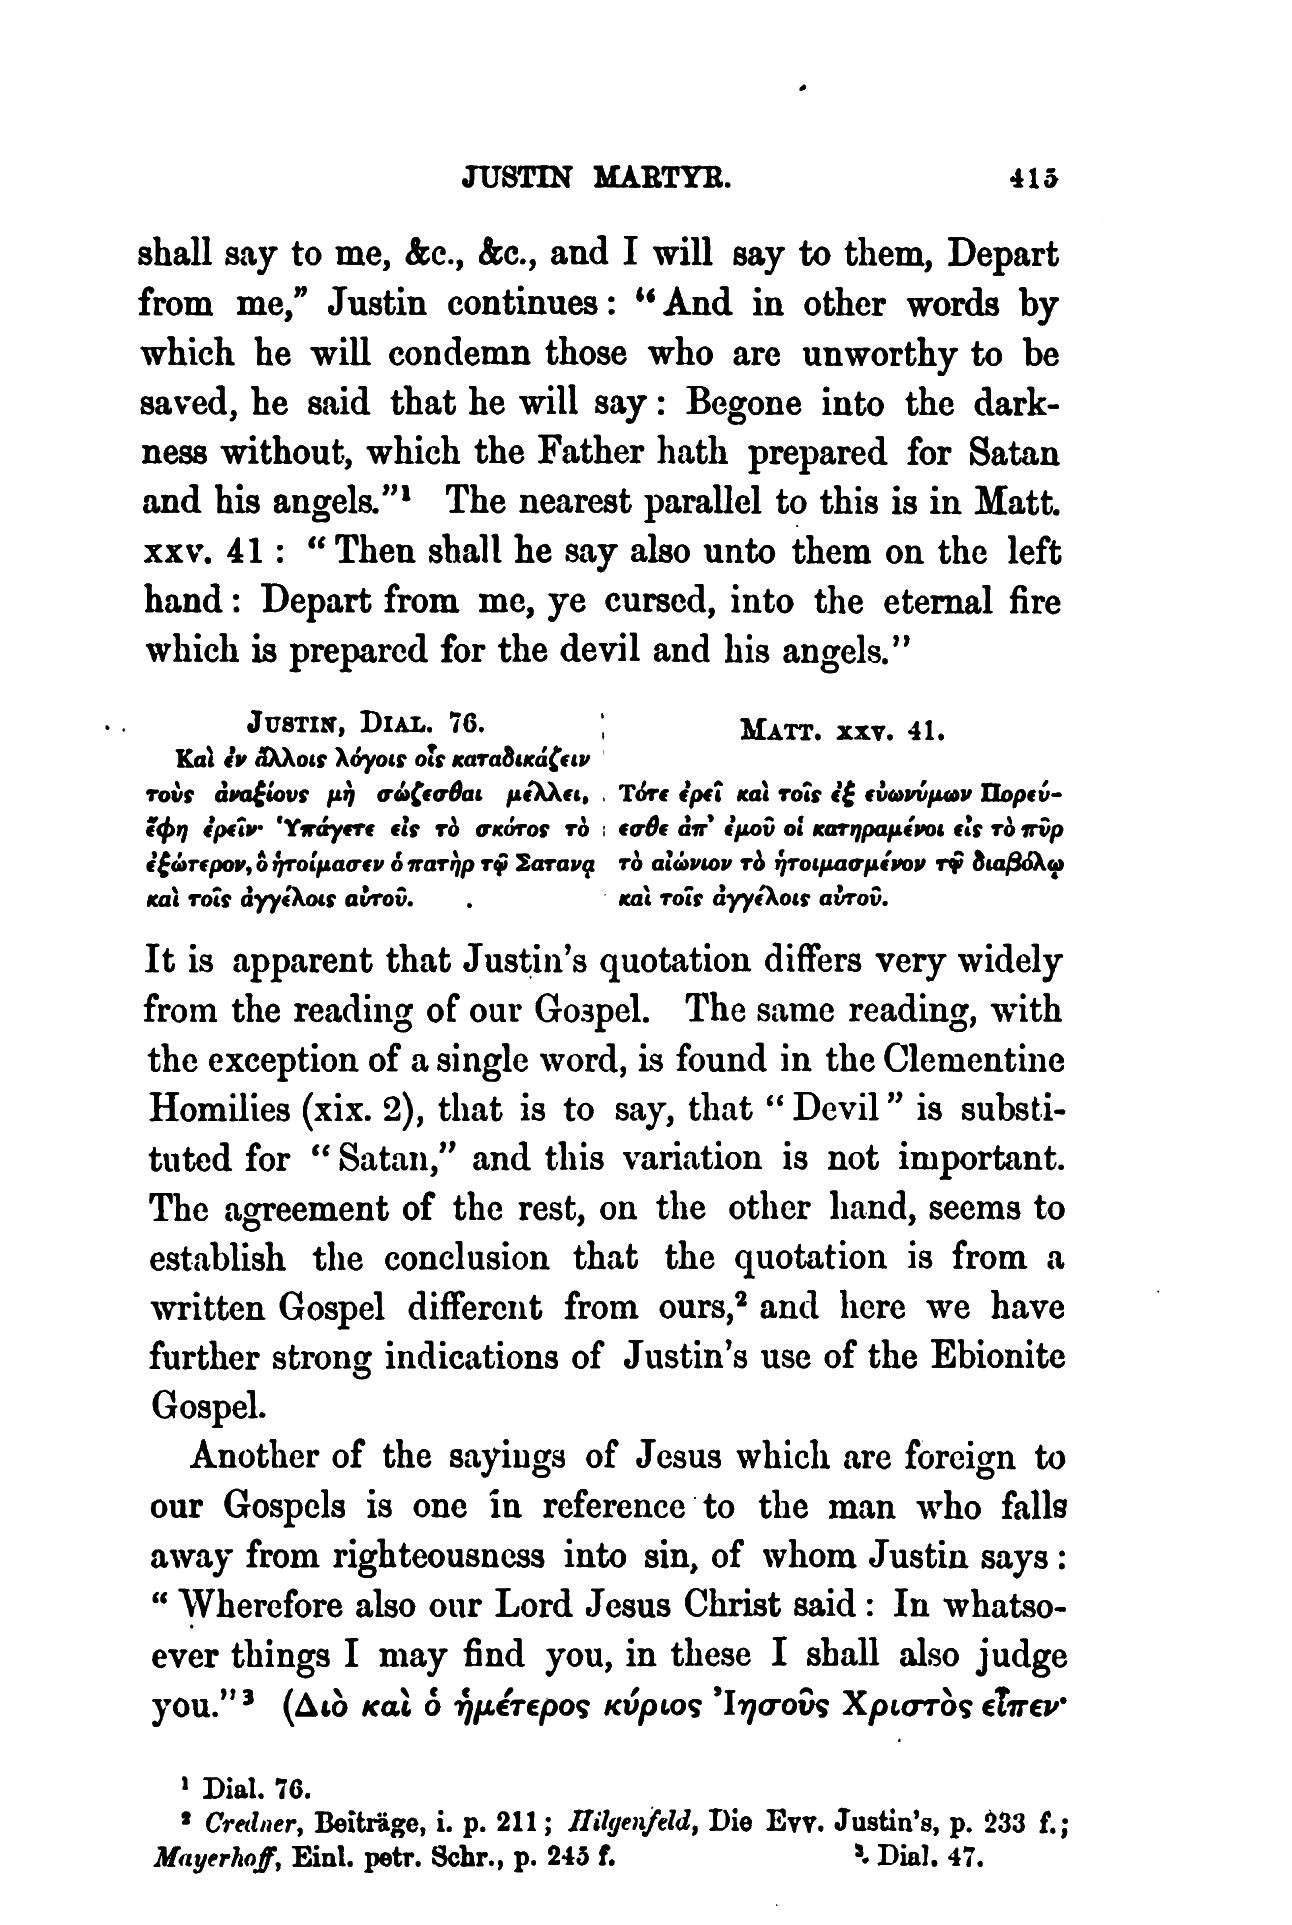 JUSTIN MARTYR. 415
shall say to me, &c., &c., and I will say to them, Depart
from me,” Justin continues : “ And in other words by
which he will condemn those who are unworthy to be
saved, he said that he will say : Begone into the dark-
ness without, which the Father hath prepared for Satan
and his angels.”¹ The nearest parallel to this is in Matt.
xxv. 41 : “ Then shall he say also unto them on the left
hand : Depart from me, ye cursed, into the eternal fire
which is prepared for the devil and his angels.”
JUSTIN, DIAL. 76.
Καὶ ἐν ἄλλοις λόγοις οἷς καταδικάζειν
τοὺς ἀναξίους μὴ σώζεσθαι μέλλει,
ἔφη ἐρεῖν· Ὑπάγετε εἰς τὸ σκότος τὸ
ἐξώτερον, ὃ ἡτοίμασεν ὁ πατὴρ τῷ Σατανᾷ
καὶ τοῖς ἀγγέλοις αὐτοῦ.
MATT. XXV. 41.
Τότε ἐρεῖ καὶ τοῖς ἐξ εὐωνύμων Πορεύ-
εσθε ἀπ’ ἐμοῦ οἱ κατηραμένοι εἰς τὸ πῦρ
τὸ αἰώνιον τὸ ἡτοιμασμένον τῷ διαβόλῳ
καὶ τοῖς ἀγγέλοις αὐτοῦ.
It is apparent that Justin’s quotation differs very widely
from the reading of our Gospel. The same reading, with
the exception of a single word, is found in the Clementine
Homilies (xix. 2), that is to say, that “ Devil ” is substi-
tuted for “ Satan,” and this variation is not important.
The agreement of the rest, on the other hand, seems to
establish the conclusion that the quotation is from a
written Gospel different from ours,² and here we have
further strong indications of Justin’s use of the Ebionite
Gospel.
Another of the sayings of Jesus which are foreign to
our Gospels is one in reference to the man who falls
away from righteousness into sin, of whom Justin says :
“ Wherefore also our Lord Jesus Christ said : In whatso-
ever things I may find you, in these I shall also judge
you.”³ (Διὸ καὶ ὁ ἡμέτερος κύριος Ἰησοῦς Χριστὸς εἶπεν·
¹ Dial. 76.
² Credner, Beiträge, i. p. 211 ; Hilgenfeld, Die Evv. Justin’s, p. 233 f.;
Mayerhoff, Einl. petr. Schr., p. 245 f. ³ Dial. 47.